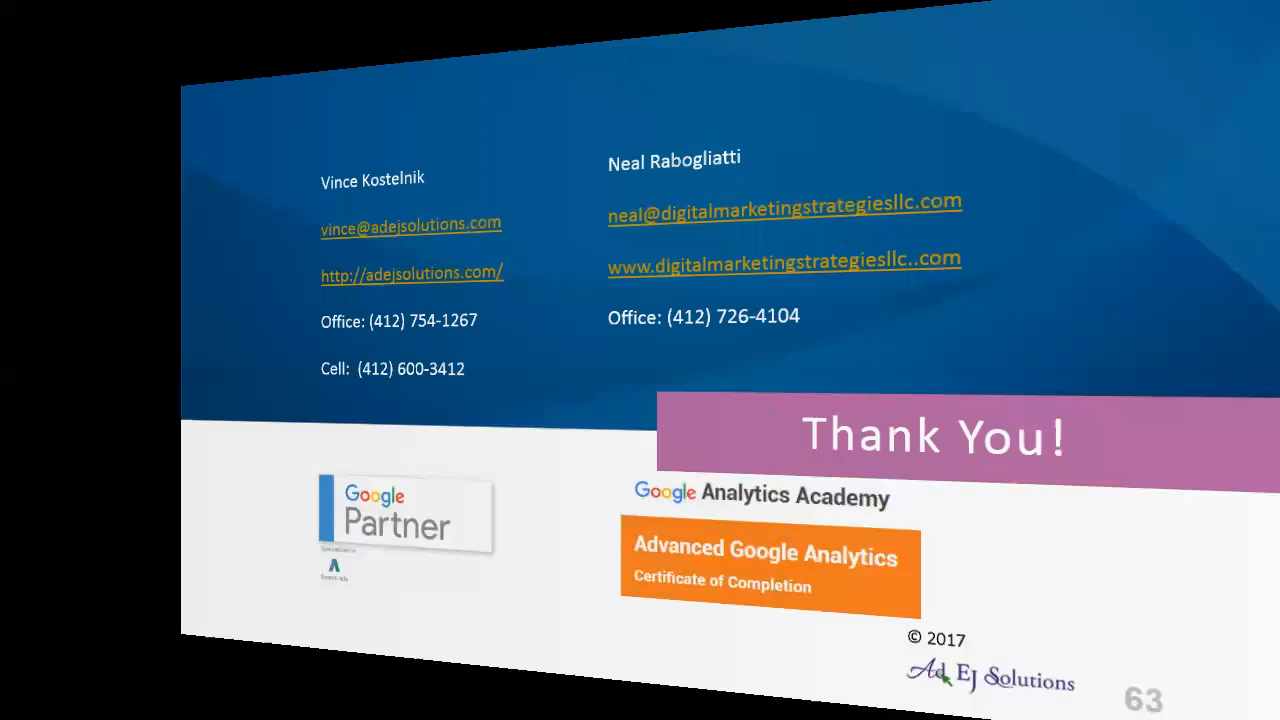 Vince Kostelnik
vince@adejsolutions.com
http://adejsolutions.com/
Office: (412) 754-1267
Cell: (412) 600-3412
Neal Rabogliatti
neal@digitalmarketingstrategiesllc.com
www.digitalmarketingstrategiesllc..com
Office: (412) 726-4104
Thank You!
Google
Partner
Google Analytics Academy
Advanced Google Analytics
Certificate of Completion
© 2017
Ad EJ Solutions
63